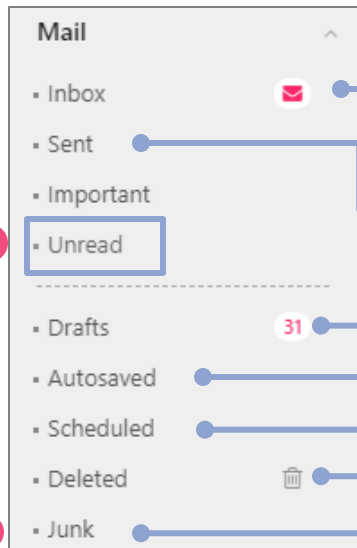 Mail
Inbox
Sent
Important
Unread
Drafts 31
Autosaved
Scheduled
Deleted
Junk